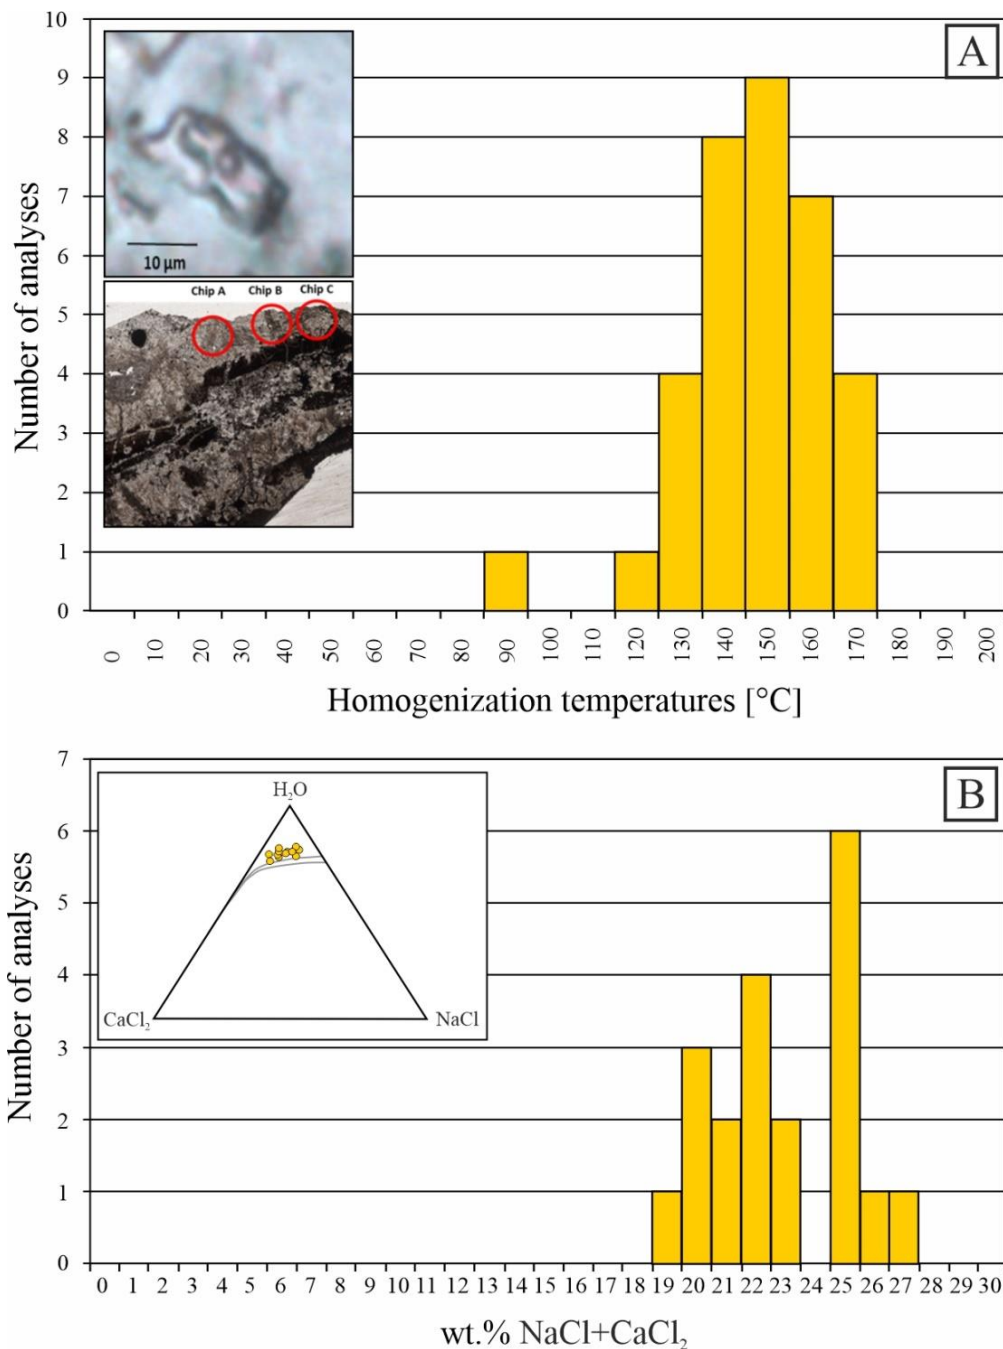 A
10
9
8
7
6
5
4
3
2
1
0
Number of analyses
10 µm
Chip A Chip B Chip C
0 10 20 30 40 50 60 70 80 90 100 110 120 130 140 150 160 170 180 190 200
Homogenization temperatures [°C]
B
7
6
5
4
3
2
1
0
Number of analyses
H₂O
CaCl₂ NaCl
0 1 2 3 4 5 6 7 8 9 10 11 12 13 14 15 16 17 18 19 20 21 22 23 24 25 26 27 28 29 30
wt.% NaCl+CaCl₂